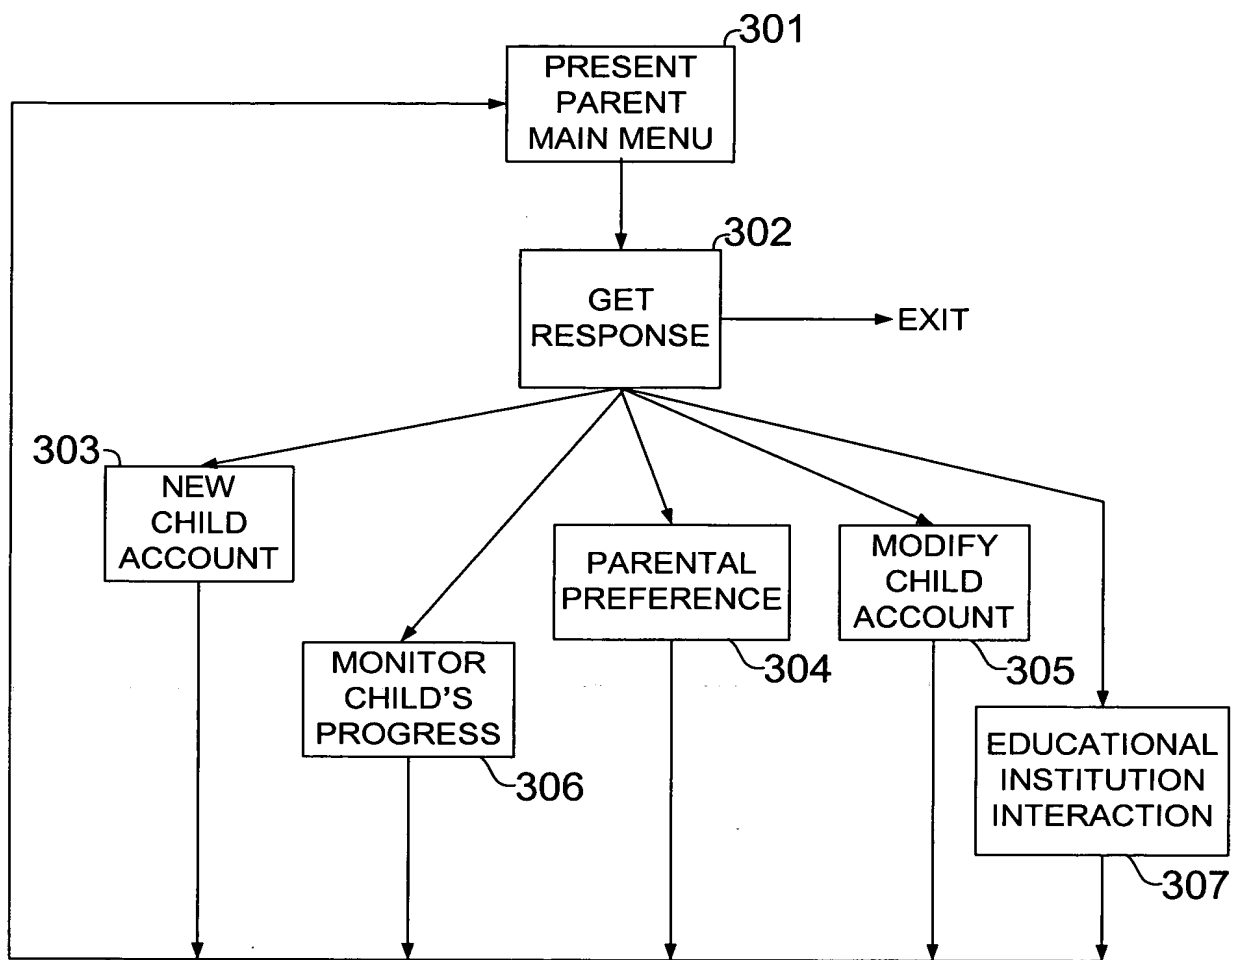 301
PRESENT
PARENT
MAIN MENU
302
GET
RESPONSE
EXIT
303
NEW
CHILD
ACCOUNT
PARENTAL
PREFERENCE
304
MODIFY
CHILD
ACCOUNT
305
MONITOR
CHILD'S
PROGRESS
306
EDUCATIONAL
INSTITUTION
INTERACTION
307